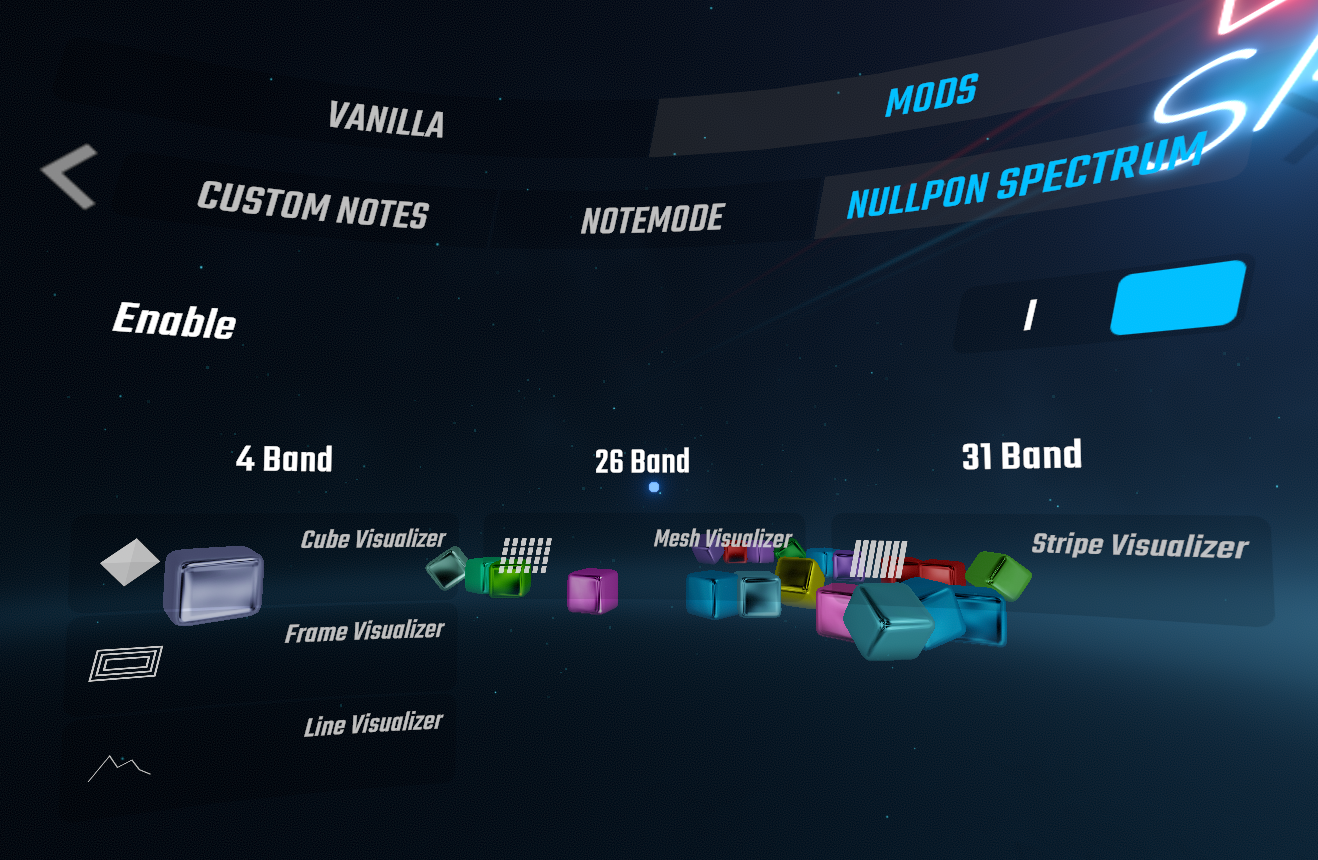 VANILLA MODS
CUSTOM NOTES NOTEMODE NULLPON SPECTRUM
Enable I
4 Band 26 Band 31 Band
Cube Visualizer Mesh Visualizer Stripe Visualizer
Frame Visualizer
Line Visualizer